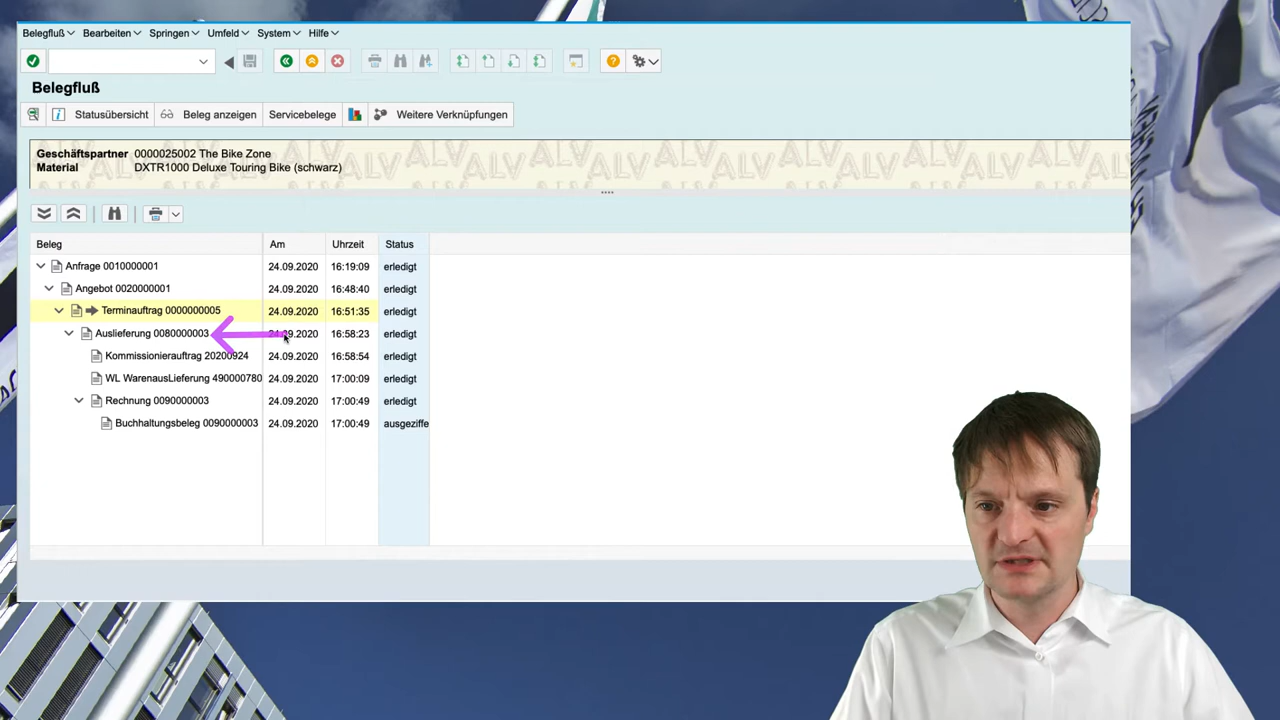 Belegfluß Bearbeiten Springen Umfeld System Hilfe
Belegfluß
Statusübersicht Beleg anzeigen Servicebelege Weitere Verknüpfungen
Geschäftspartner 0000025002 The Bike Zone
Material DXTR1000 Deluxe Touring Bike (schwarz)
Beleg Am Uhrzeit Status
Anfrage 0010000001 24.09.2020 16:19:09 erledigt
Angebot 0020000001 24.09.2020 16:48:40 erledigt
Terminauftrag 0000000005 24.09.2020 16:51:35 erledigt
Auslieferung 0080000003 24.09.2020 16:58:23 erledigt
Kommissionierauftrag 20200924 24.09.2020 16:58:54 erledigt
WL WarenausLieferung 490000780 24.09.2020 17:00:09 erledigt
Rechnung 0090000003 24.09.2020 17:00:49 erledigt
Buchhaltungsbeleg 0090000003 24.09.2020 17:00:49 ausgeziffe